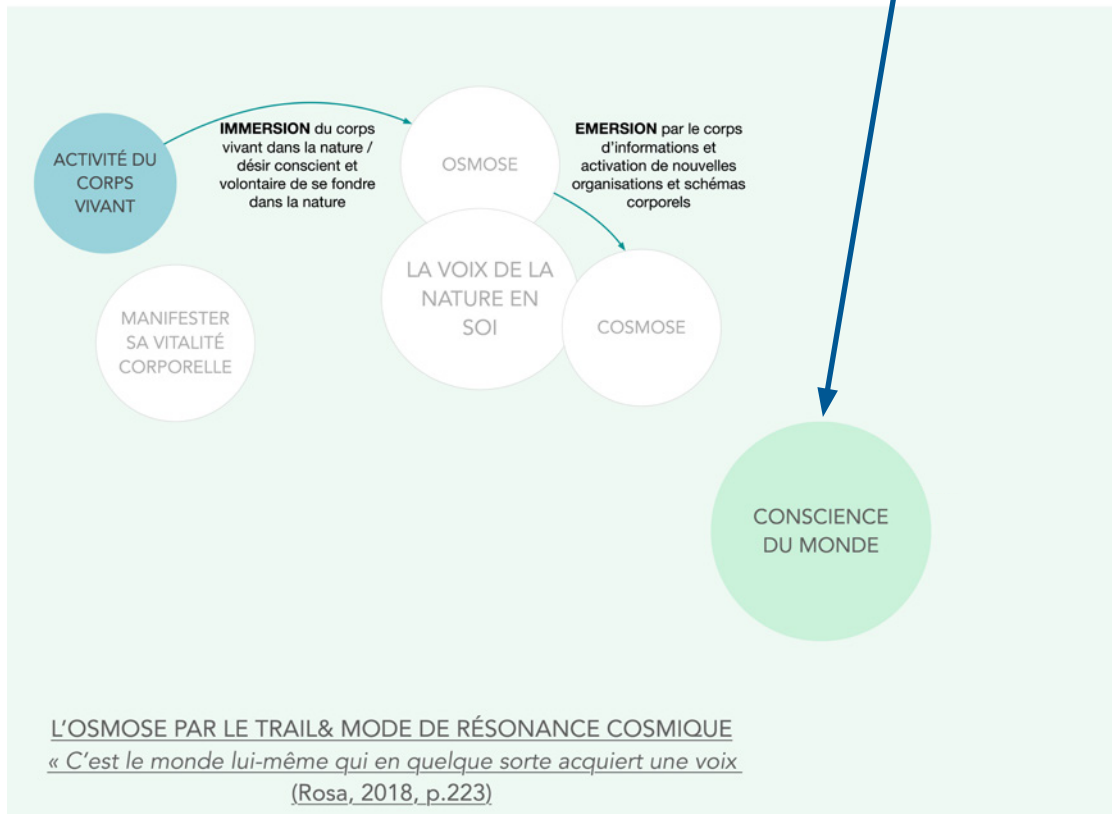 ACTIVITÉ DU
CORPS
VIVANT
IMMERSION du corps
vivant dans la nature /
désir conscient et
volontaire de se fondre
dans la nature
OSMOSE
EMERSION par le corps
d'informations et
activation de nouvelles
organisations et schémas
corporels
LA VOIX DE LA
NATURE EN
SOI
COSMOSE
MANIFESTER
SA VITALITÉ
CORPORELLE
CONSCIENCE
DU MONDE
L'OSMOSE PAR LE TRAIL& MODE DE RÉSONANCE COSMIQUE
« C'est le monde lui-même qui en quelque sorte acquiert une voix
(Rosa, 2018, p.223)